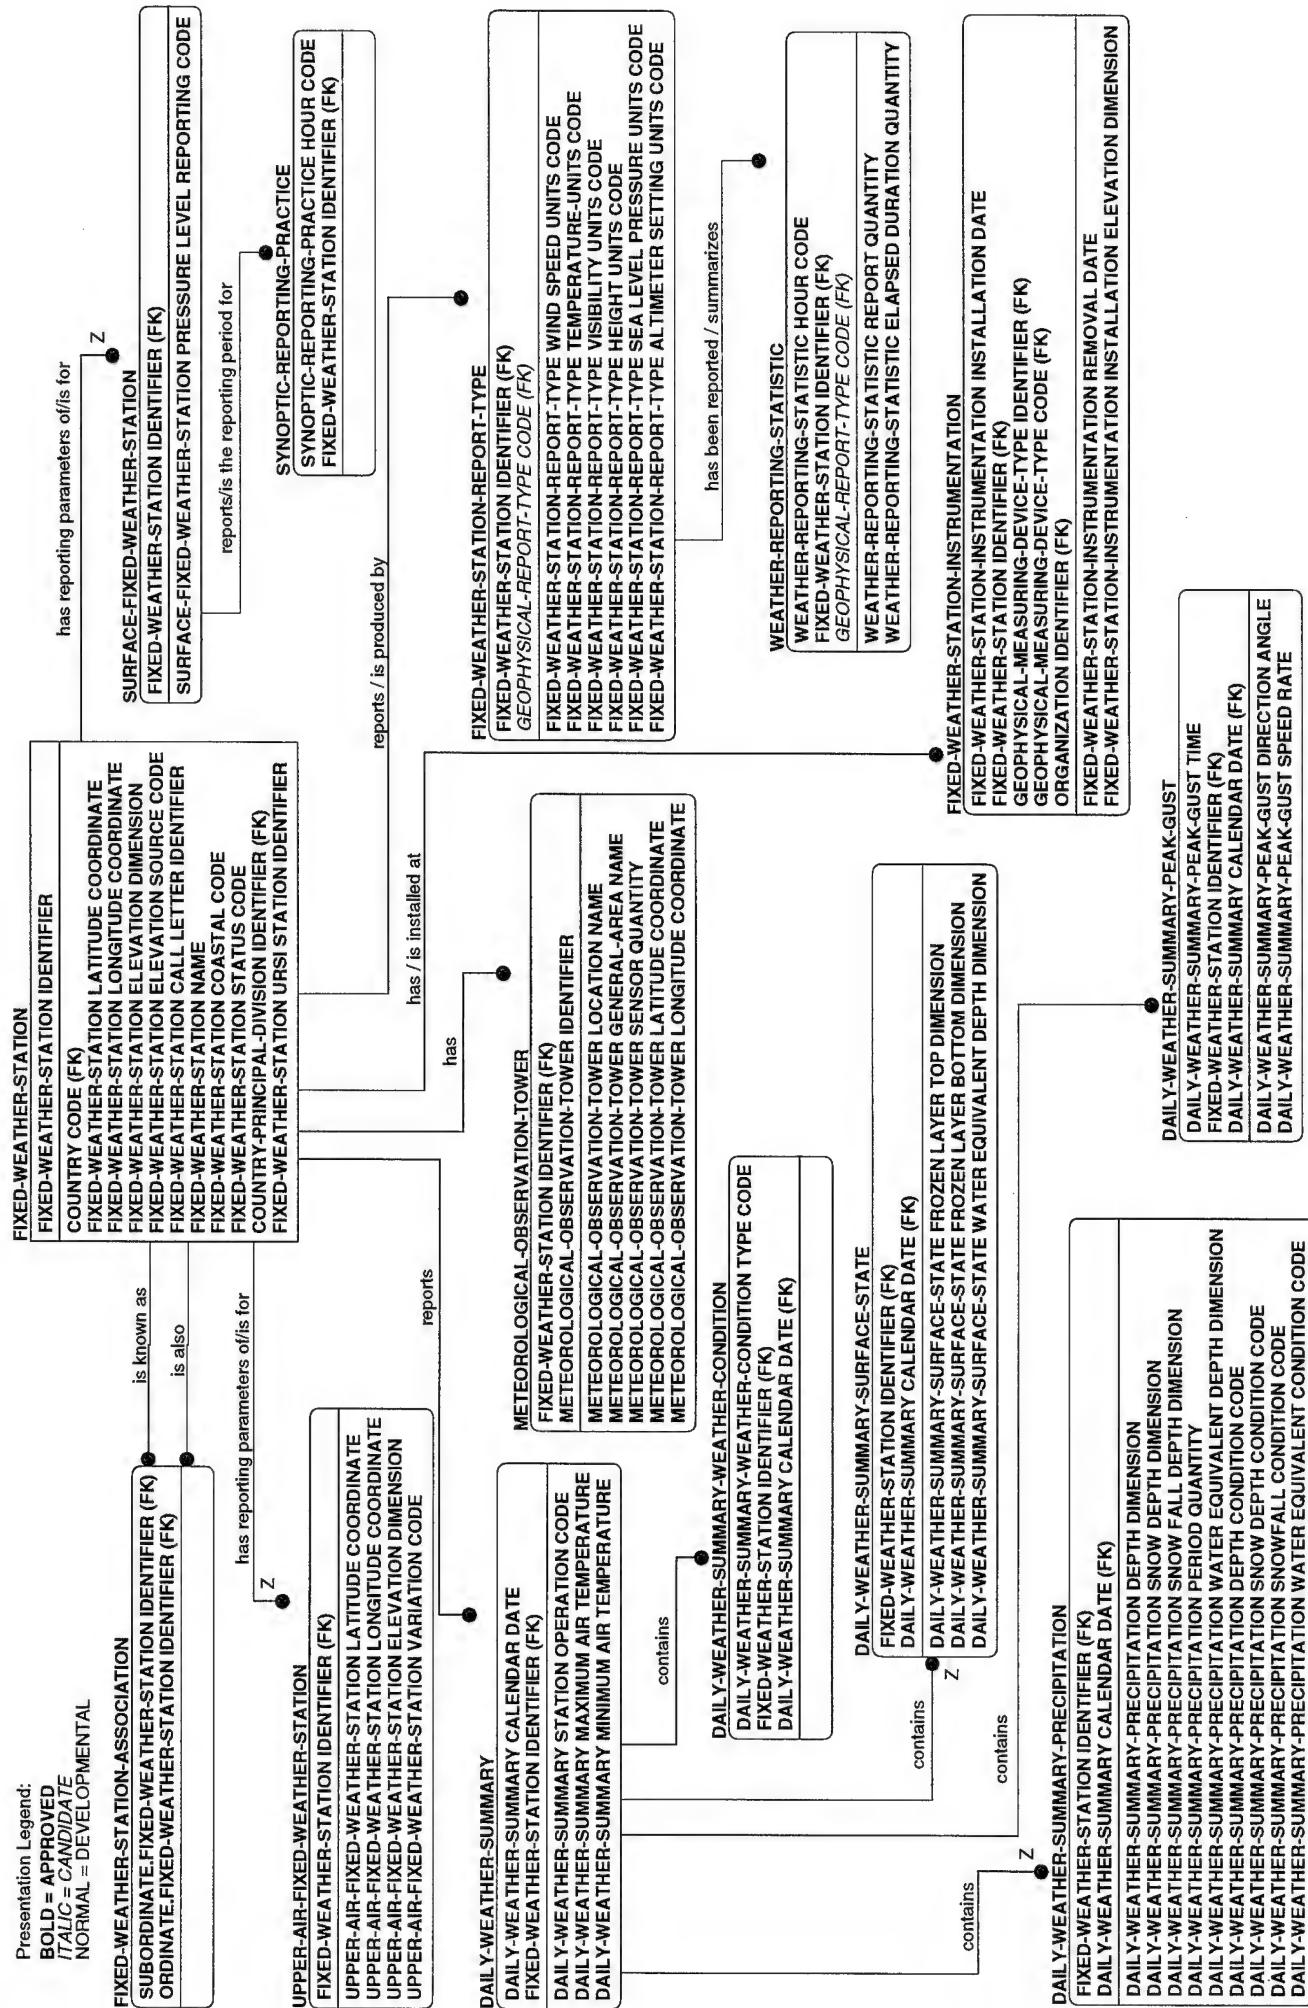 Presentation Legend:
BOLD = APPROVED
ITALIC = CANDIDATE
NORMAL = DEVELOPMENTAL
FIXED-WEATHER-STATION-ASSOCIATION
SUBORDINATE.FIXED-WEATHER-STATION IDENTIFIER (FK)
ORDINATE.FIXED-WEATHER-STATION IDENTIFIER (FK)
is known as
is also
FIXED-WEATHER-STATION
FIXED-WEATHER-STATION IDENTIFIER
COUNTRY CODE (FK)
FIXED-WEATHER-STATION LATITUDE COORDINATE
FIXED-WEATHER-STATION LONGITUDE COORDINATE
FIXED-WEATHER-STATION ELEVATION DIMENSION
FIXED-WEATHER-STATION ELEVATION SOURCE CODE
FIXED-WEATHER-STATION CALL LETTER IDENTIFIER
FIXED-WEATHER-STATION NAME
FIXED-WEATHER-STATION COASTAL CODE
FIXED-WEATHER-STATION STATUS CODE
COUNTRY-PRINCIPAL-DIVISION IDENTIFIER (FK)
FIXED-WEATHER-STATION URSI STATION IDENTIFIER
has reporting parameters of/is for
Z
SURFACE-FIXED-WEATHER-STATION
FIXED-WEATHER-STATION IDENTIFIER (FK)
SURFACE-FIXED-WEATHER-STATION PRESSURE LEVEL REPORTING CODE
reports/is the reporting period for
SYNOPTIC-REPORTING-PRACTICE
SYNOPTIC-REPORTING-PRACTICE HOUR CODE
FIXED-WEATHER-STATION IDENTIFIER (FK)
has reporting parameters of/is for
Z
UPPER-AIR-FIXED-WEATHER-STATION
FIXED-WEATHER-STATION IDENTIFIER (FK)
UPPER-AIR-FIXED-WEATHER-STATION LATITUDE COORDINATE
UPPER-AIR-FIXED-WEATHER-STATION LONGITUDE COORDINATE
UPPER-AIR-FIXED-WEATHER-STATION ELEVATION DIMENSION
UPPER-AIR-FIXED-WEATHER-STATION VARIATION CODE
reports
has
has / is installed at
reports / is produced by
FIXED-WEATHER-STATION-REPORT-TYPE
FIXED-WEATHER-STATION IDENTIFIER (FK)
GEOPHYSICAL-REPORT-TYPE CODE (FK)
FIXED-WEATHER-STATION-REPORT-TYPE WIND SPEED UNITS CODE
FIXED-WEATHER-STATION-REPORT-TYPE TEMPERATURE-UNITS CODE
FIXED-WEATHER-STATION-REPORT-TYPE VISIBILITY UNITS CODE
FIXED-WEATHER-STATION-REPORT-TYPE HEIGHT UNITS CODE
FIXED-WEATHER-STATION-REPORT-TYPE SEA LEVEL PRESSURE UNITS CODE
FIXED-WEATHER-STATION-REPORT-TYPE ALTIMETER SETTING UNITS CODE
has been reported / summarizes
WEATHER-REPORTING-STATISTIC
WEATHER-REPORTING-STATISTIC HOUR CODE
FIXED-WEATHER-STATION IDENTIFIER (FK)
GEOPHYSICAL-REPORT-TYPE CODE (FK)
WEATHER-REPORTING-STATISTIC REPORT QUANTITY
WEATHER-REPORTING-STATISTIC ELAPSED DURATION QUANTITY
METEOROLOGICAL-OBSERVATION-TOWER
FIXED-WEATHER-STATION IDENTIFIER (FK)
METEOROLOGICAL-OBSERVATION-TOWER IDENTIFIER
METEOROLOGICAL-OBSERVATION-TOWER LOCATION NAME
METEOROLOGICAL-OBSERVATION-TOWER GENERAL-AREA NAME
METEOROLOGICAL-OBSERVATION-TOWER SENSOR QUANTITY
METEOROLOGICAL-OBSERVATION-TOWER LATITUDE COORDINATE
METEOROLOGICAL-OBSERVATION-TOWER LONGITUDE COORDINATE
DAILY-WEATHER-SUMMARY
DAILY-WEATHER-SUMMARY CALENDAR DATE
FIXED-WEATHER-STATION IDENTIFIER (FK)
DAILY-WEATHER-SUMMARY STATION OPERATION CODE
DAILY-WEATHER-SUMMARY MAXIMUM AIR TEMPERATURE
DAILY-WEATHER-SUMMARY MINIMUM AIR TEMPERATURE
contains
DAILY-WEATHER-SUMMARY-WEATHER-CONDITION
DAILY-WEATHER-SUMMARY-WEATHER-CONDITION TYPE CODE
FIXED-WEATHER-STATION IDENTIFIER (FK)
DAILY-WEATHER-SUMMARY CALENDAR DATE (FK)
contains
Z
DAILY-WEATHER-SUMMARY-SURFACE-STATE
FIXED-WEATHER-STATION IDENTIFIER (FK)
DAILY-WEATHER-SUMMARY CALENDAR DATE (FK)
DAILY-WEATHER-SUMMARY-SURFACE-STATE FROZEN LAYER TOP DIMENSION
DAILY-WEATHER-SUMMARY-SURFACE-STATE FROZEN LAYER BOTTOM DIMENSION
DAILY-WEATHER-SUMMARY-SURFACE-STATE WATER EQUIVALENT DEPTH DIMENSION
FIXED-WEATHER-STATION-INSTRUMENTATION
FIXED-WEATHER-STATION-INSTRUMENTATION INSTALLATION DATE
FIXED-WEATHER-STATION IDENTIFIER (FK)
GEOPHYSICAL-MEASURING-DEVICE-TYPE IDENTIFIER (FK)
GEOPHYSICAL-MEASURING-DEVICE-TYPE CODE (FK)
ORGANIZATION IDENTIFIER (FK)
FIXED-WEATHER-STATION-INSTRUMENTATION REMOVAL DATE
FIXED-WEATHER-STATION-INSTRUMENTATION INSTALLATION ELEVATION DIMENSION
contains
DAILY-WEATHER-SUMMARY-PEAK-GUST
DAILY-WEATHER-SUMMARY-PEAK-GUST TIME
FIXED-WEATHER-STATION IDENTIFIER (FK)
DAILY-WEATHER-SUMMARY CALENDAR DATE (FK)
DAILY-WEATHER-SUMMARY-PEAK-GUST DIRECTION ANGLE
DAILY-WEATHER-SUMMARY-PEAK-GUST SPEED RATE
contains
Z
DAILY-WEATHER-SUMMARY-PRECIPITATION
FIXED-WEATHER-STATION IDENTIFIER (FK)
DAILY-WEATHER-SUMMARY CALENDAR DATE (FK)
DAILY-WEATHER-SUMMARY-PRECIPITATION DEPTH DIMENSION
DAILY-WEATHER-SUMMARY-PRECIPITATION SNOW DEPTH DIMENSION
DAILY-WEATHER-SUMMARY-PRECIPITATION SNOW FALL DEPTH DIMENSION
DAILY-WEATHER-SUMMARY-PRECIPITATION PERIOD QUANTITY
DAILY-WEATHER-SUMMARY-PRECIPITATION WATER EQUIVALENT DEPTH DIMENSION
DAILY-WEATHER-SUMMARY-PRECIPITATION DEPTH CONDITION CODE
DAILY-WEATHER-SUMMARY-PRECIPITATION SNOW DEPTH CONDITION CODE
DAILY-WEATHER-SUMMARY-PRECIPITATION SNOWFALL CONDITION CODE
DAILY-WEATHER-SUMMARY-PRECIPITATION WATER EQUIVALENT CONDITION CODE